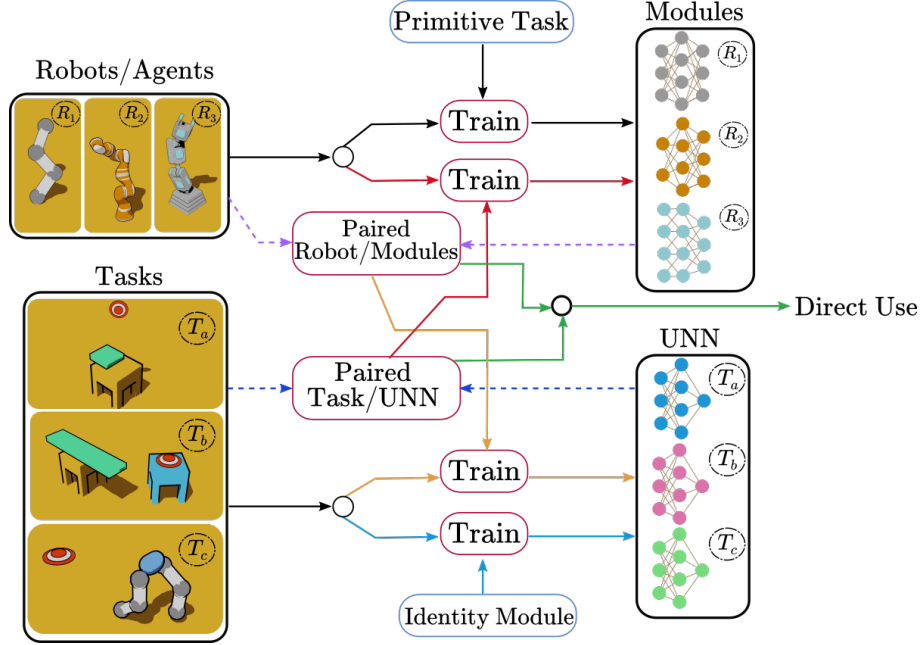 Primitive Task
Modules
Robots/Agents
R1
R2
R3
Train
Train
R1
R2
R3
Paired
Robot/Modules
Tasks
Ta
Tb
Tc
Direct Use
Paired
Task/UNN
UNN
Ta
Tb
Tc
Train
Train
Identity Module